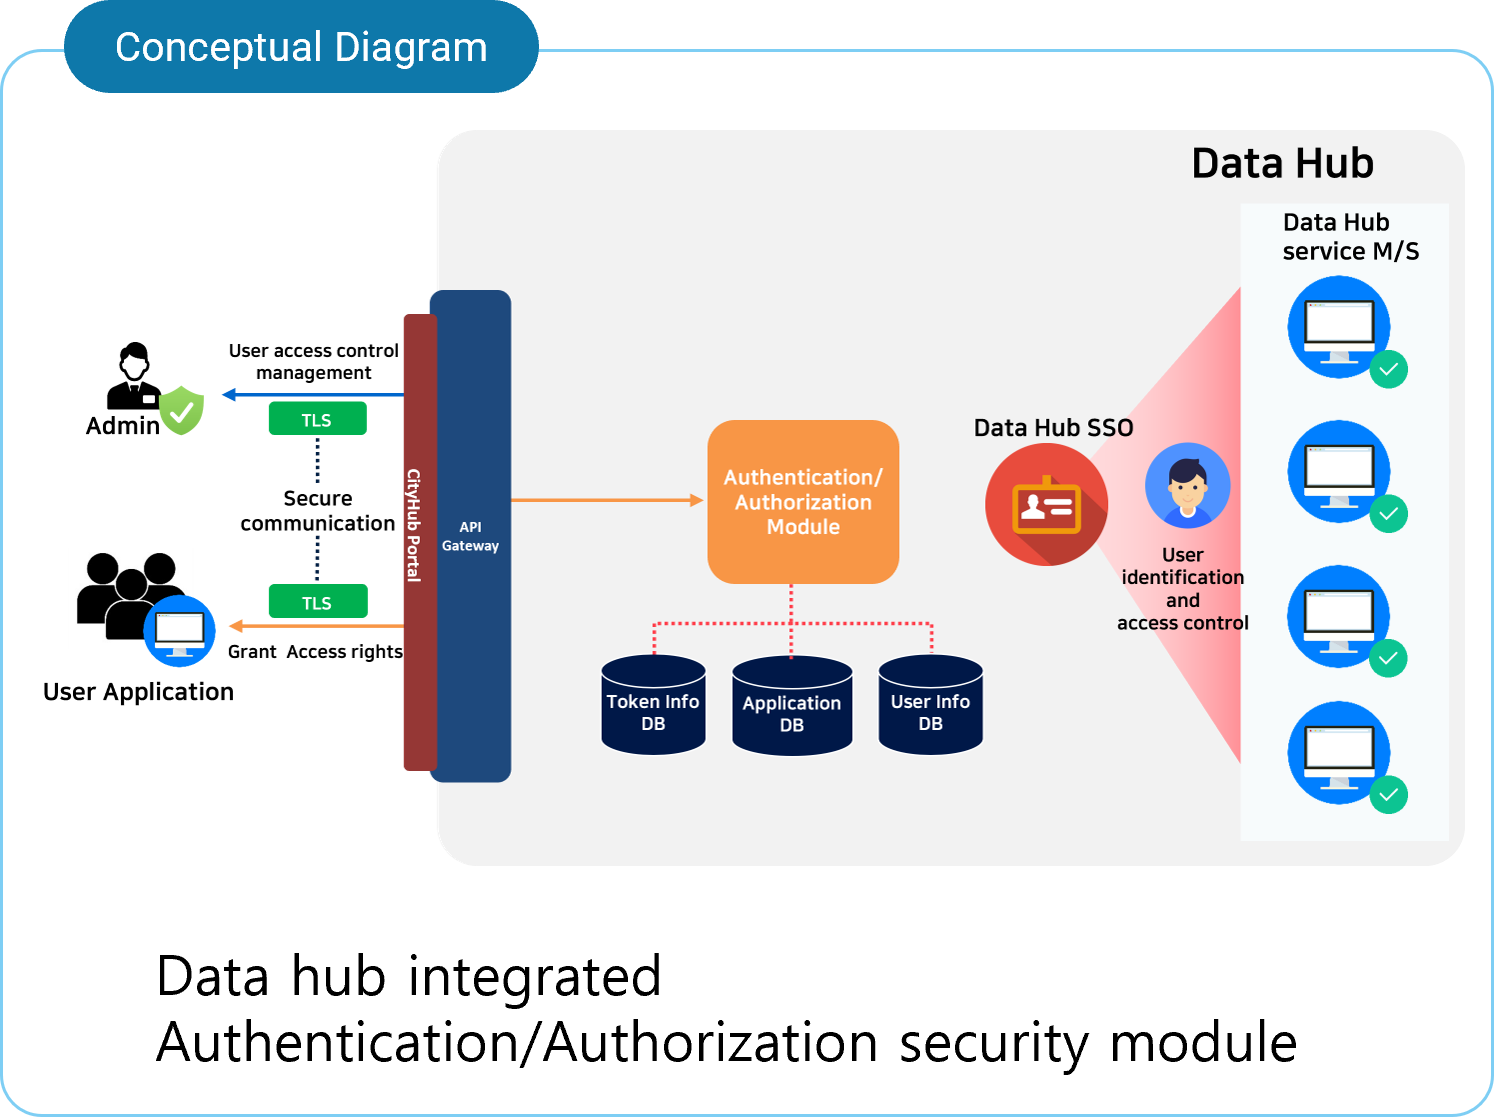 Conceptual Diagram
Data Hub
Data Hub
service M/S
User access control
management
TLS
Admin
Secure
communication
TLS
Grant Access rights
User Application
CityHub Portal
API
Gateway
Authentication/
Authorization
Module
Token Info
DB
Application
DB
User Info
DB
Data Hub SSO
User
identification
and
access control
Data hub integrated
Authentication/Authorization security module